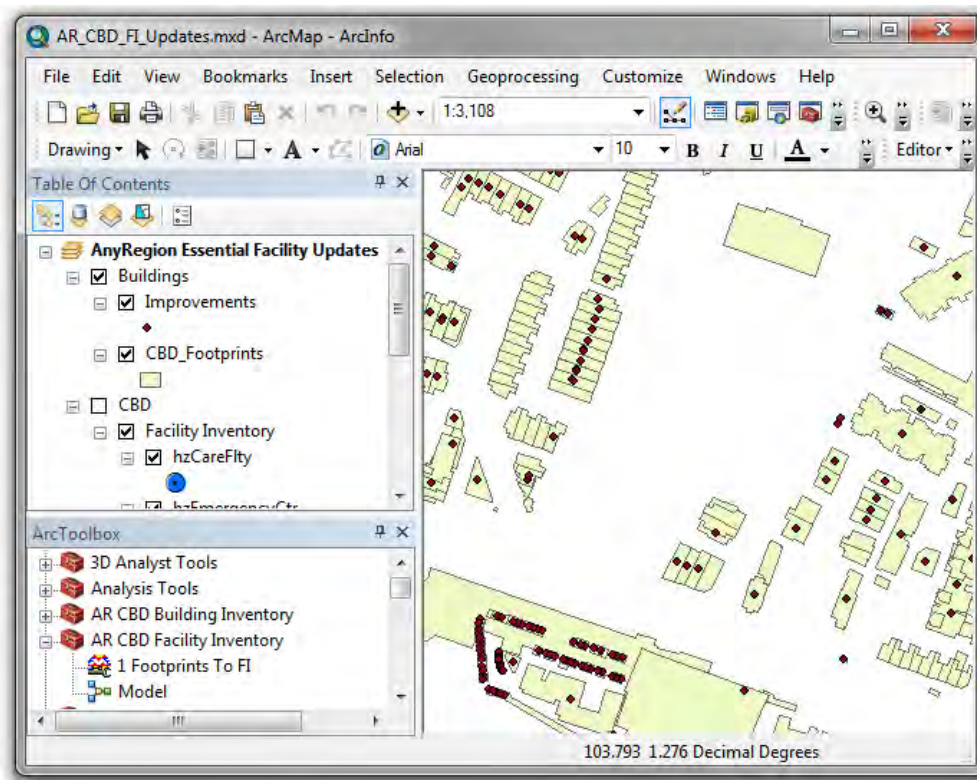 AR_CBD_FI_Updates.mxd - ArcMap - ArcInfo
File Edit View Bookmarks Insert Selection Geoprocessing Customize Windows Help
1:3,108
Drawing A Arial 10 B I U A Editor
Table Of Contents
AnyRegion Essential Facility Updates
Buildings
Improvements
CBD_Footprints
CBD
Facility Inventory
hzCareFlty
hzEmergencyCtr
ArcToolbox
3D Analyst Tools
Analysis Tools
AR CBD Building Inventory
AR CBD Facility Inventory
1 Footprints To FI
Model
103.793 1.276 Decimal Degrees